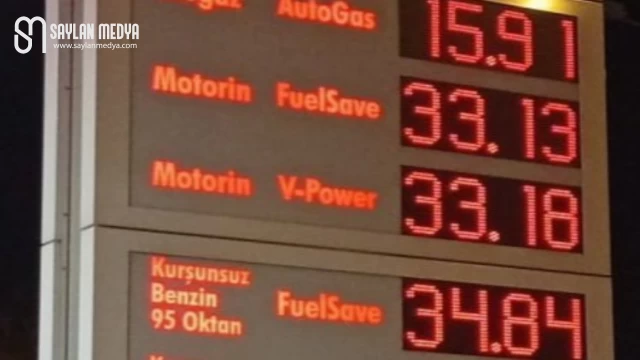 SAYLAN MEDYA
www.saylanmedya.com
AutoGas 15.91
Motorin FuelSave 33.13
Motorin V-Power 33.18
Kurşunsuz
Benzin FuelSave 34.84
95 Oktan